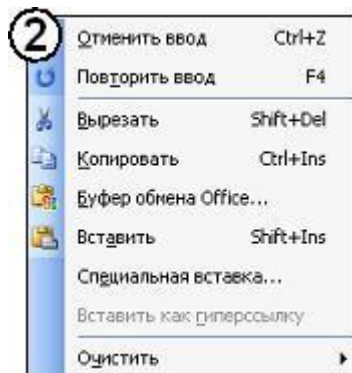 2
Отменить ввод Ctrl+Z
Повторить ввод F4
Вырезать Shift+Del
Копировать Ctrl+Ins
Буфер обмена Office...
Вставить Shift+Ins
Специальная вставка...
Вставить как гиперссылку
Очистить